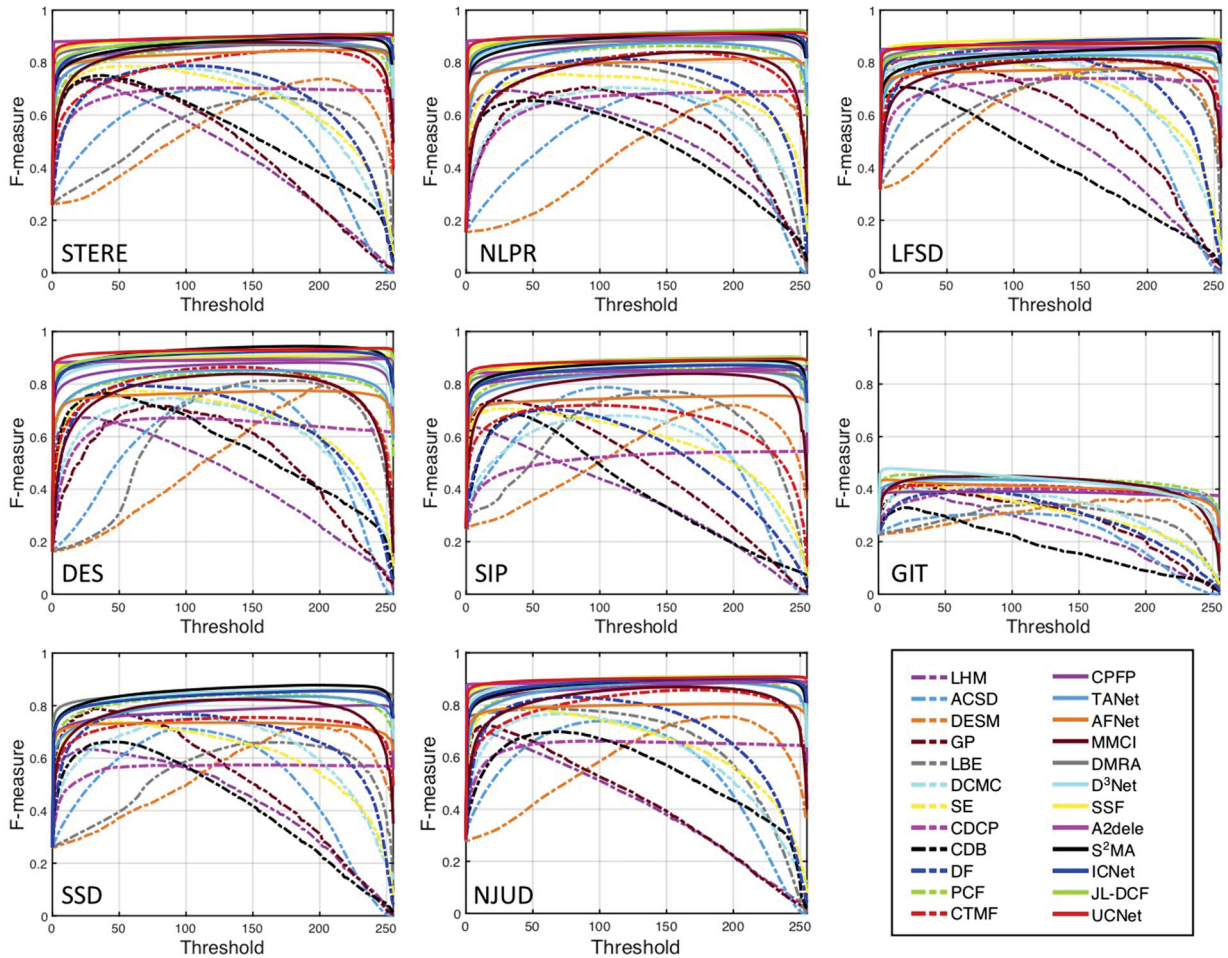 F-measure
1
0.8
0.6
0.4
0.2
0
STERE
0 50 100 150 200 250
Threshold
F-measure
1
0.8
0.6
0.4
0.2
0
NLPR
0 50 100 150 200 250
Threshold
F-measure
1
0.8
0.6
0.4
0.2
0
LFSD
0 50 100 150 200 250
Threshold
F-measure
1
0.8
0.6
0.4
0.2
0
DES
0 50 100 150 200 250
Threshold
F-measure
1
0.8
0.6
0.4
0.2
0
SIP
0 50 100 150 200 250
Threshold
F-measure
1
0.8
0.6
0.4
0.2
0
GIT
0 50 100 150 200 250
Threshold
F-measure
1
0.8
0.6
0.4
0.2
0
SSD
0 50 100 150 200 250
Threshold
F-measure
1
0.8
0.6
0.4
0.2
0
NJUD
0 50 100 150 200 250
Threshold
LHM
ACSD
DESM
GP
LBE
DCMC
SE
CDCP
CDB
DF
PCF
CTMF
CPFP
TANet
AFNet
MMCI
DMRA
D³Net
SSF
A2dele
S²MA
ICNet
JL-DCF
UCNet